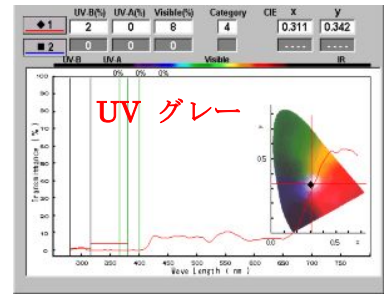 UV-B(%) UV-A(%) Visible(%) Category CIE x y
1 2 0 8 4 0.311 0.342
2 0 0 0 0 ---- ----
UV-B UV-A Visible IR
0% 0% 0%
100
UV グレー
90
80
70
60
50
40
30
20
10
0
Transmittance (%)
300 350 400 450 500 550 600 650 700 750
Wave Length ( nm )
y
0.5
0.0 0.5 x